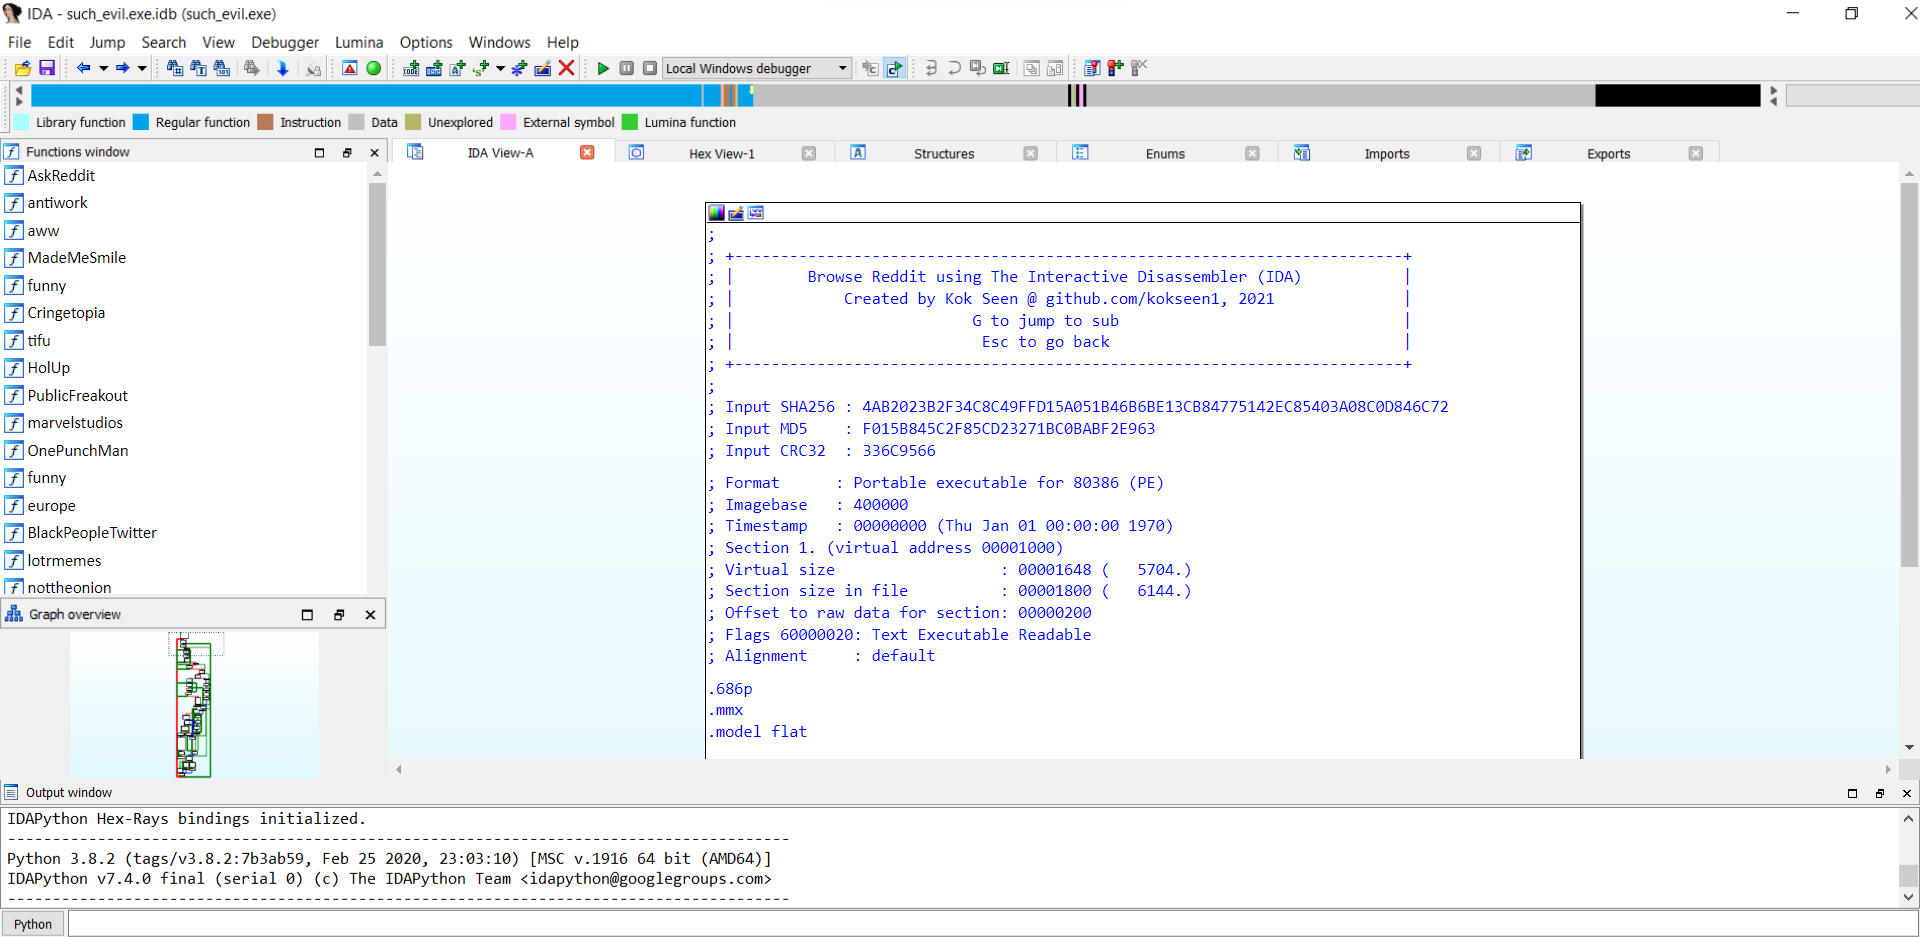 IDA - such_evil.exe.idb (such_evil.exe)
File Edit Jump Search View Debugger Lumina Options Windows Help
Local Windows debugger
Library function Regular function Instruction Data Unexplored External symbol Lumina function
Functions window
IDA View-A Hex View-1 Structures Enums Imports Exports
AskReddit
antiwork
aww
MadeMeSmile
funny
Cringetopia
tifu
HolUp
PublicFreakout
marvelstudios
OnePunchMan
funny
europe
BlackPeopleTwitter
lotrmemes
nottheonion
Graph overview
;
; +-------------------------------------------------------------------------+
; | Browse Reddit using The Interactive Disassembler (IDA) |
; | Created by Kok Seen @ github.com/kokseen1, 2021 |
; | G to jump to sub |
; | Esc to go back |
; +-------------------------------------------------------------------------+
;
; Input SHA256 : 4AB2023B2F34C8C49FFD15A051B46B6BE13CB84775142EC85403A08C0D846C72
; Input MD5 : F015B845C2F85CD23271BC0BABF2E963
; Input CRC32 : 336C9566
; Format : Portable executable for 80386 (PE)
; Imagebase : 400000
; Timestamp : 00000000 (Thu Jan 01 00:00:00 1970)
; Section 1. (virtual address 00001000)
; Virtual size : 00001648 ( 5704.)
; Section size in file : 00001800 ( 6144.)
; Offset to raw data for section: 00000200
; Flags 60000020: Text Executable Readable
; Alignment : default
.686p
.mmx
.model flat
Output window
IDAPython Hex-Rays bindings initialized.
-------------------------------------------------------------------------------------
Python 3.8.2 (tags/v3.8.2:7b3ab59, Feb 25 2020, 23:03:10) [MSC v.1916 64 bit (AMD64)]
IDAPython v7.4.0 final (serial 0) (c) The IDAPython Team <idapython@googlegroups.com>
-------------------------------------------------------------------------------------
Python